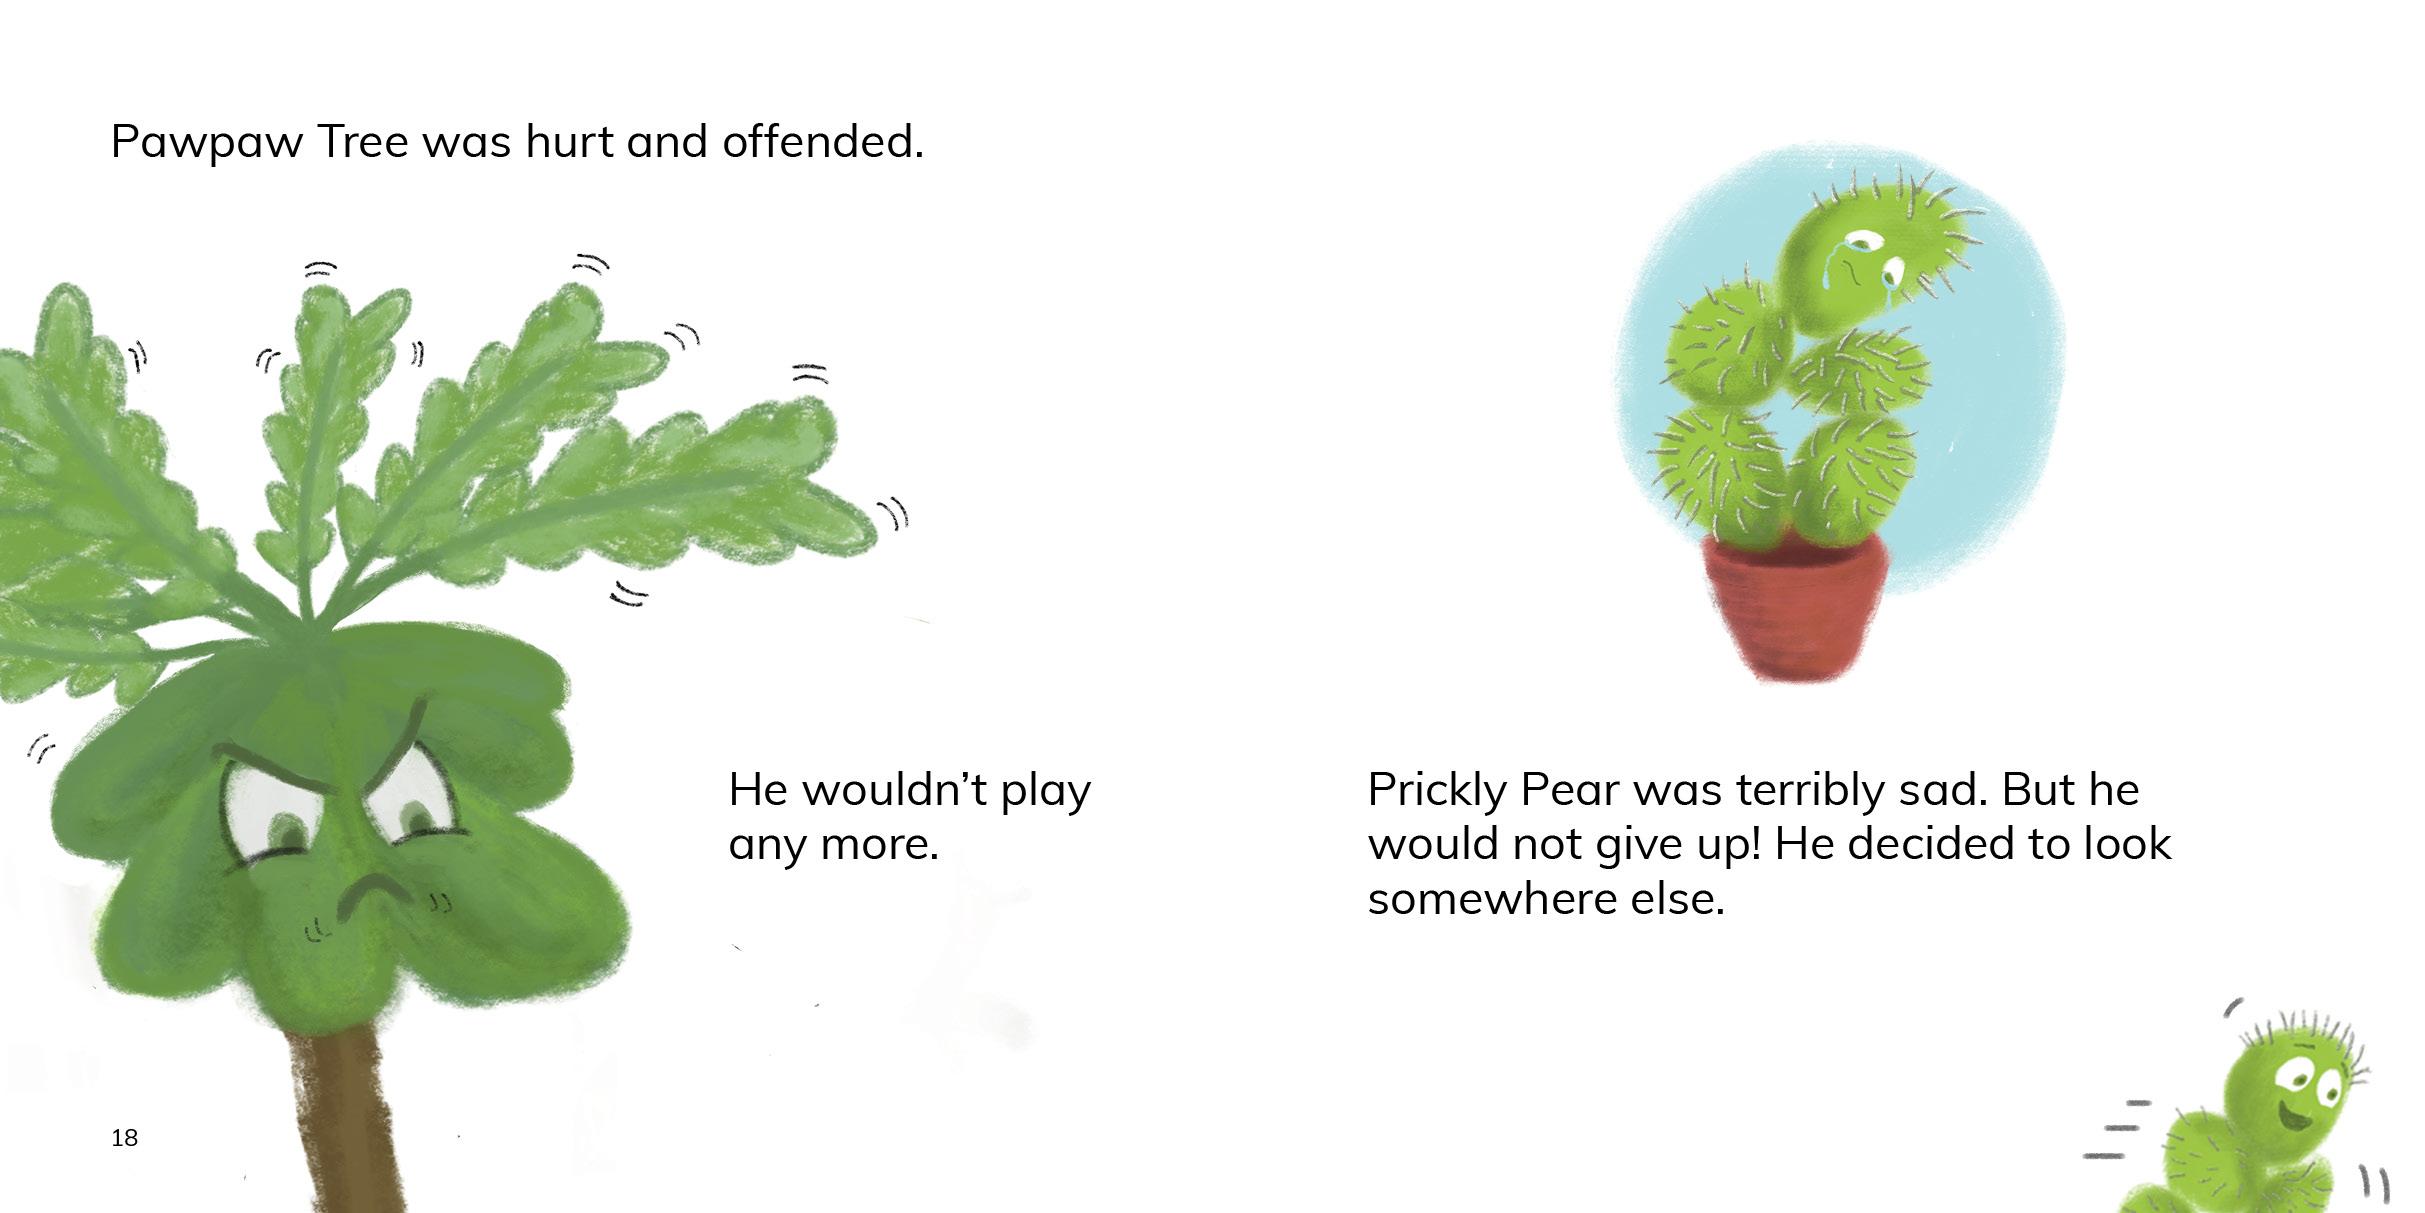 Pawpaw Tree was hurt and offended.
He wouldn’t play
any more.
18
Prickly Pear was terribly sad. But he
would not give up! He decided to look
somewhere else.